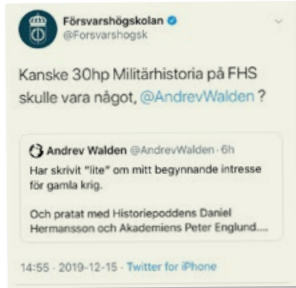 Försvarshögskolan
@Forsvarshogsk
Kanske 30hp Militärhistoria på FHS
skulle vara något, @AndrevWalden ?
Andrev Walden @AndrevWalden · 6h
Har skrivit "lite" om mitt begynnande intresse
för gamla krig.
Och pratat med Historiepoddens Daniel
Hermansson och Akademiens Peter Englund....
14:55 · 2019-12-15 · Twitter for iPhone